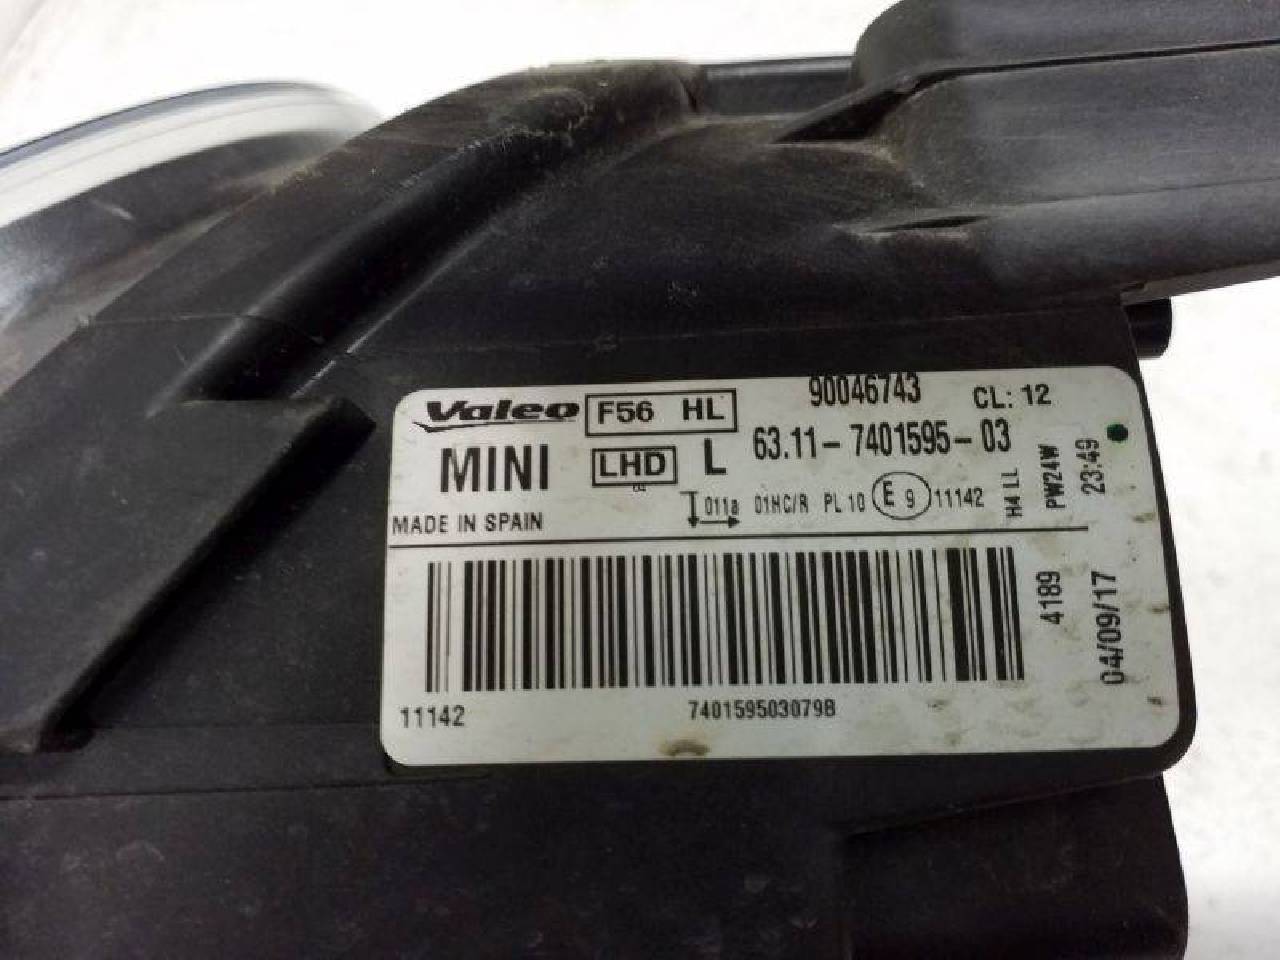 Valeo F56 HL 90046743 CL: 12
MINI LHD L 63.11-7401595-03
MADE IN SPAIN 011a 01HC/R PL 10 E 9 11142
H4 LL
PW24W
23:49
4189
04/09/17
11142 740159503079B